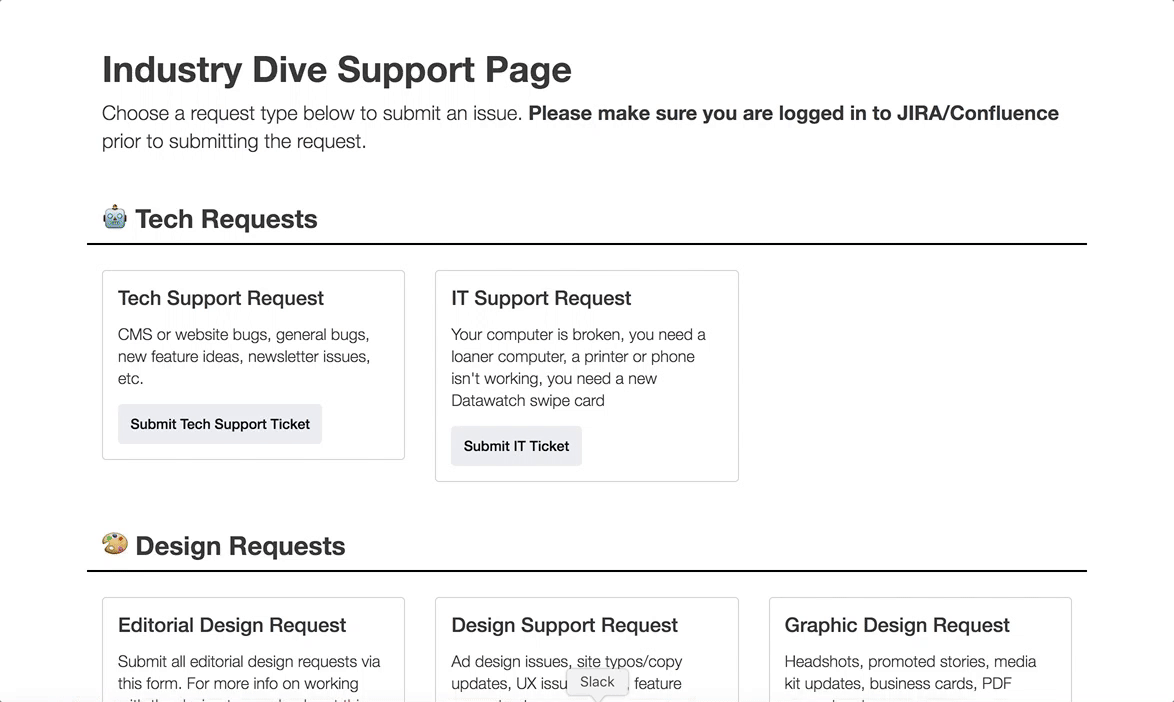 Industry Dive Support Page
Choose a request type below to submit an issue. Please make sure you are logged in to JIRA/Confluence
prior to submitting the request.
Tech Requests
Tech Support Request
CMS or website bugs, general bugs,
new feature ideas, newsletter issues,
etc.
Submit Tech Support Ticket
IT Support Request
Your computer is broken, you need a
loaner computer, a printer or phone
isn't working, you need a new
Datawatch swipe card
Submit IT Ticket
Design Requests
Editorial Design Request
Submit all editorial design requests via
this form. For more info on working
Design Support Request
Ad design issues, site typos/copy
updates, UX , feature
Slack
Graphic Design Request
Headshots, promoted stories, media
kit updates, business cards, PDF